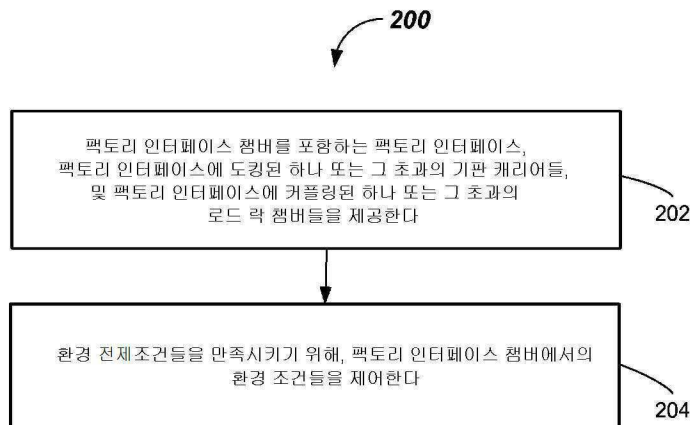 200
팩토리 인터페이스 챔버를 포함하는 팩토리 인터페이스,
팩토리 인터페이스에 도킹된 하나 또는 그 초과의 기판 캐리어들,
및 팩토리 인터페이스에 커플링된 하나 또는 그 초과의
로드 락 챔버들을 제공한다
202
환경 전제조건들을 만족시키기 위해, 팩토리 인터페이스 챔버에서의
환경 조건들을 제어한다
204